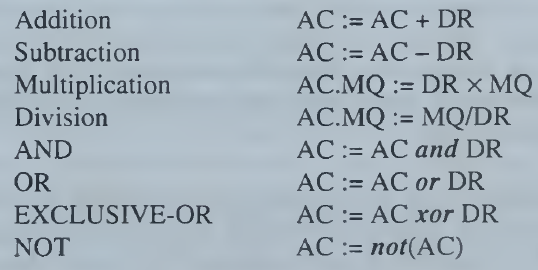 Addition AC := AC + DR
Subtraction AC := AC – DR
Multiplication AC.MQ := DR × MQ
Division AC.MQ := MQ/DR
AND AC := AC and DR
OR AC := AC or DR
EXCLUSIVE-OR AC := AC xor DR
NOT AC := not(AC)